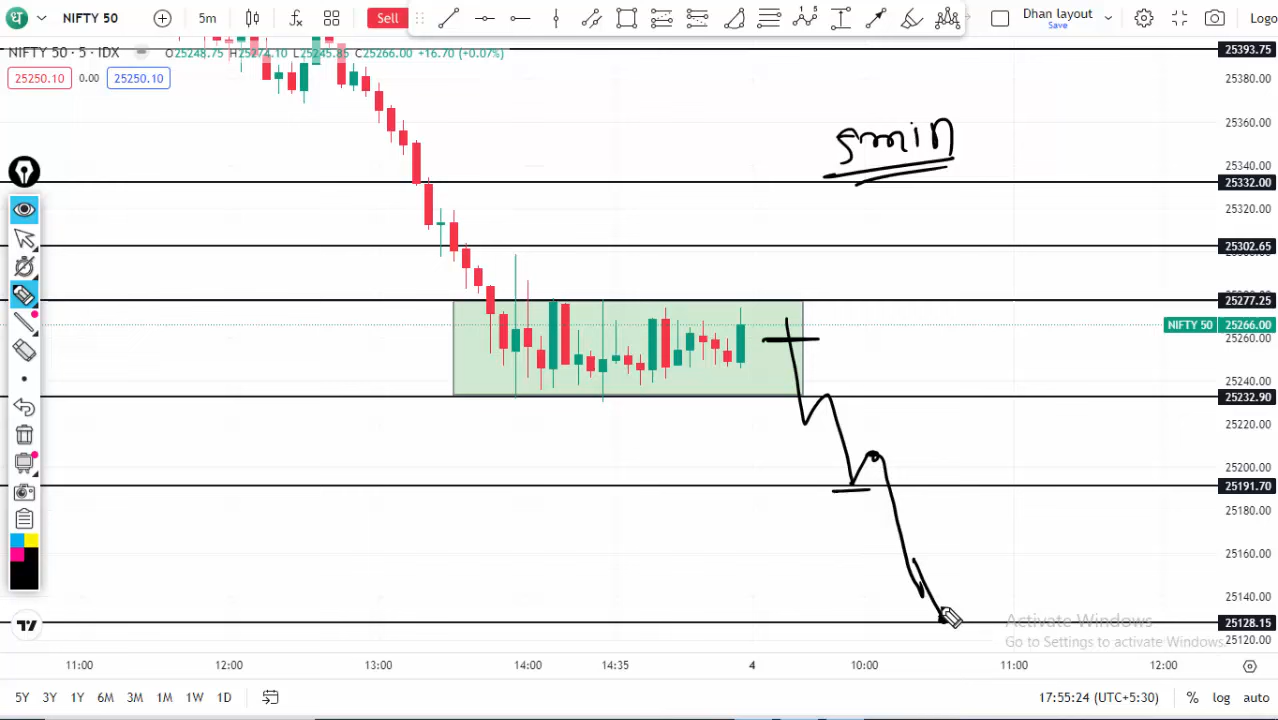 धा 5m fx Sell Dhan layout Logo
Save
NIFTY 50 · 5 · IDX O25248.75 H25274.10 L25245.85 C25266.00 +16.70 (+0.07%)
25250.10 0.00 25250.10
25393.75
25380.00
25360.00
5min
25340.00
25332.00
25320.00
25302.65
25277.25
NIFTY 50 25266.00
25260.00
25240.00
25232.90
25220.00
25200.00
25191.70
25180.00
25160.00
25140.00
25128.15
25120.00
Activate Windows
Go to Settings to activate Windows.
11:00 12:00 13:00 14:00 14:35 4 10:00 11:00 12:00
5Y 3Y 1Y 6M 3M 1M 1W 1D 17:55:24 (UTC+5:30) % log auto